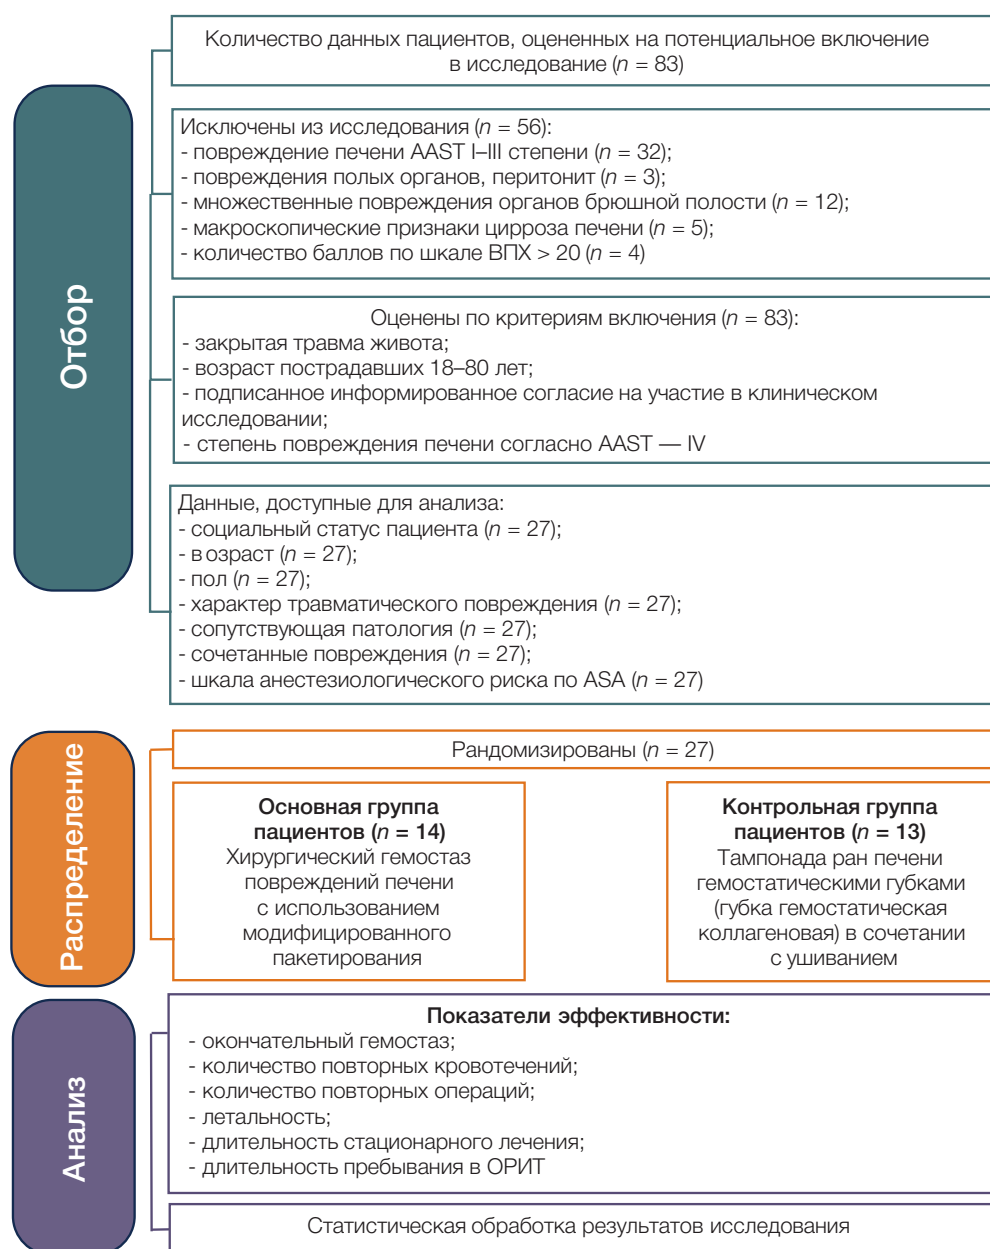 Отбор
Количество данных пациентов, оцененных на потенциальное включение
в исследование (n = 83)
Исключены из исследования (n = 56):
- повреждение печени AAST I–III степени (n = 32);
- повреждения полых органов, перитонит (n = 3);
- множественные повреждения органов брюшной полости (n = 12);
- макроскопические признаки цирроза печени (n = 5);
- количество баллов по шкале ВПХ > 20 (n = 4)
Оценены по критериям включения (n = 83):
- закрытая травма живота;
- возраст пострадавших 18–80 лет;
- подписанное информированное согласие на участие в клиническом
исследовании;
- степень повреждения печени согласно AAST — IV
Данные, доступные для анализа:
- социальный статус пациента (n = 27);
- возраст (n = 27);
- пол (n = 27);
- характер травматического повреждения (n = 27);
- сопутствующая патология (n = 27);
- сочетанные повреждения (n = 27);
- шкала анестезиологического риска по ASA (n = 27)
Распределение
Рандомизированы (n = 27)
Основная группа
пациентов (n = 14)
Хирургический гемостаз
повреждений печени
с использованием
модифицированного
пакетирования
Контрольная группа
пациентов (n = 13)
Тампонада ран печени
гемостатическими губками
(губка гемостатическая
коллагеновая) в сочетании
с ушиванием
Анализ
Показатели эффективности:
- окончательный гемостаз;
- количество повторных кровотечений;
- количество повторных операций;
- летальность;
- длительность стационарного лечения;
- длительность пребывания в ОРИТ
Статистическая обработка результатов исследования